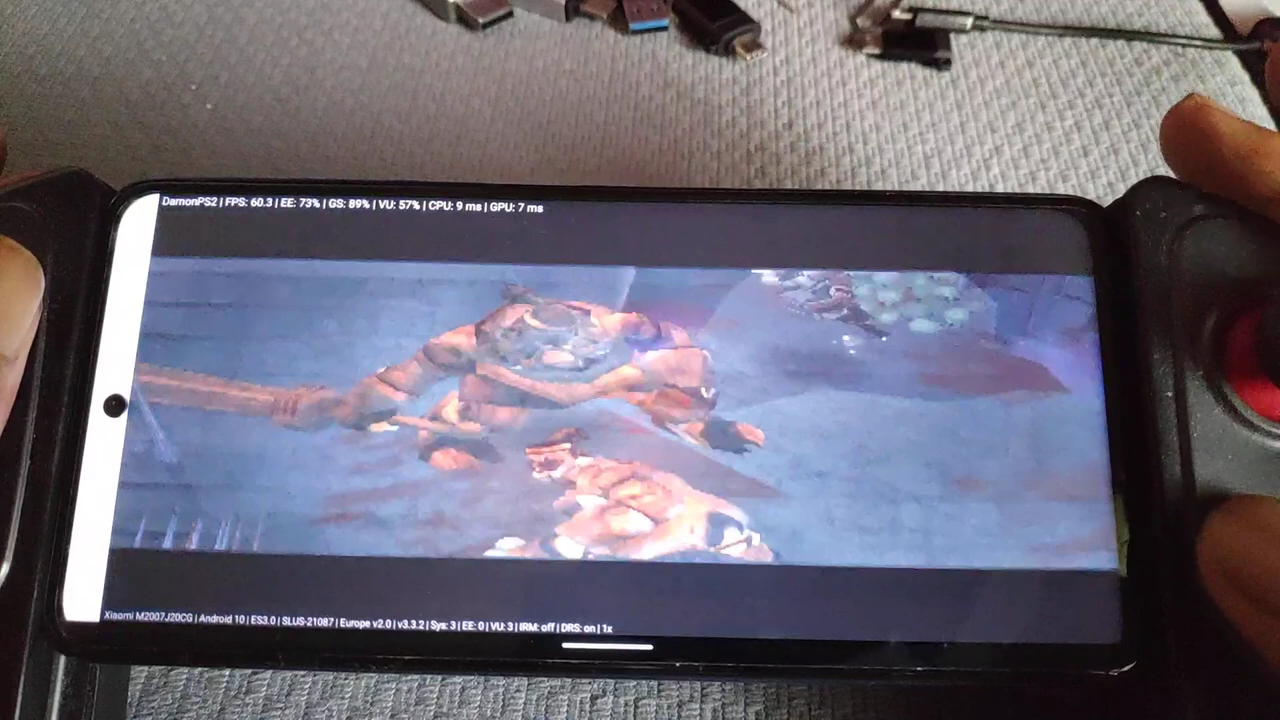 DamonPS2 | FPS: 60.3 | EE: 73% | GS: 89% | VU: 57% | CPU: 9 ms | GPU: 7 ms
Xiaomi M2007J20CG | Android 10 | ES3.0 | SLUS-21087 | Europe v2.0 | v3.3.2 | Sys: 3 | EE: 0 | VU: 3 | IRM: off | DRS: on | 1x